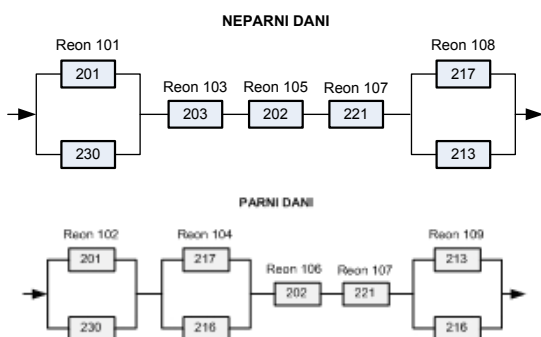 NEPARNI DANI
Reon 101
Reon 108
201
217
Reon 103 Reon 105 Reon 107
203 202 221
230
213
PARNI DANI
Reon 102 Reon 104 Reon 109
201 217 213
Reon 106 Reon 107
202 221
230 216 216